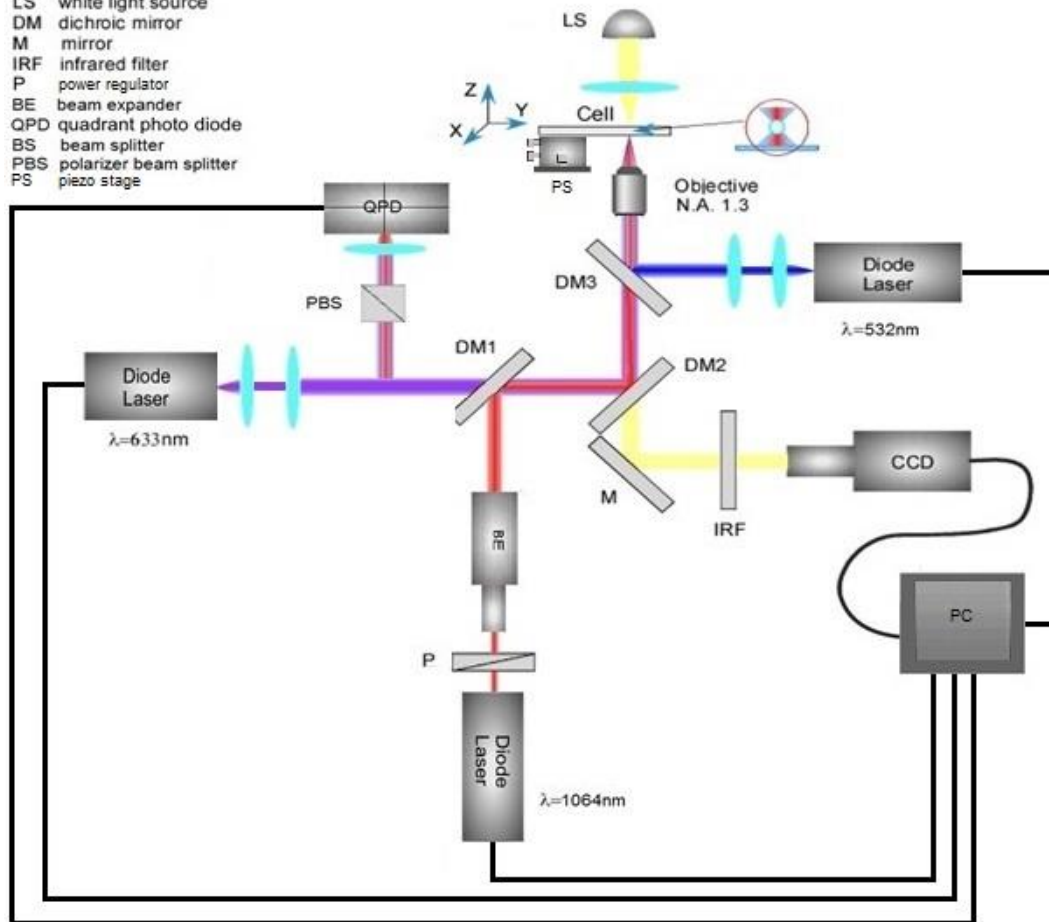 LS white light source
DM dichroic mirror
M mirror
IRF infrared filter
P power regulator
BE beam expander
QPD quadrant photo diode
BS beam splitter
PBS polarizer beam splitter
PS piezo stage
LS
Z
Y
X
Cell
PS
Objective
N.A. 1.3
QPD
PBS
DM3
Diode
Laser
λ=532nm
DM1
DM2
Diode
Laser
λ=633nm
CCD
M
IRF
BE
PC
P
Diode
Laser
λ=1064nm